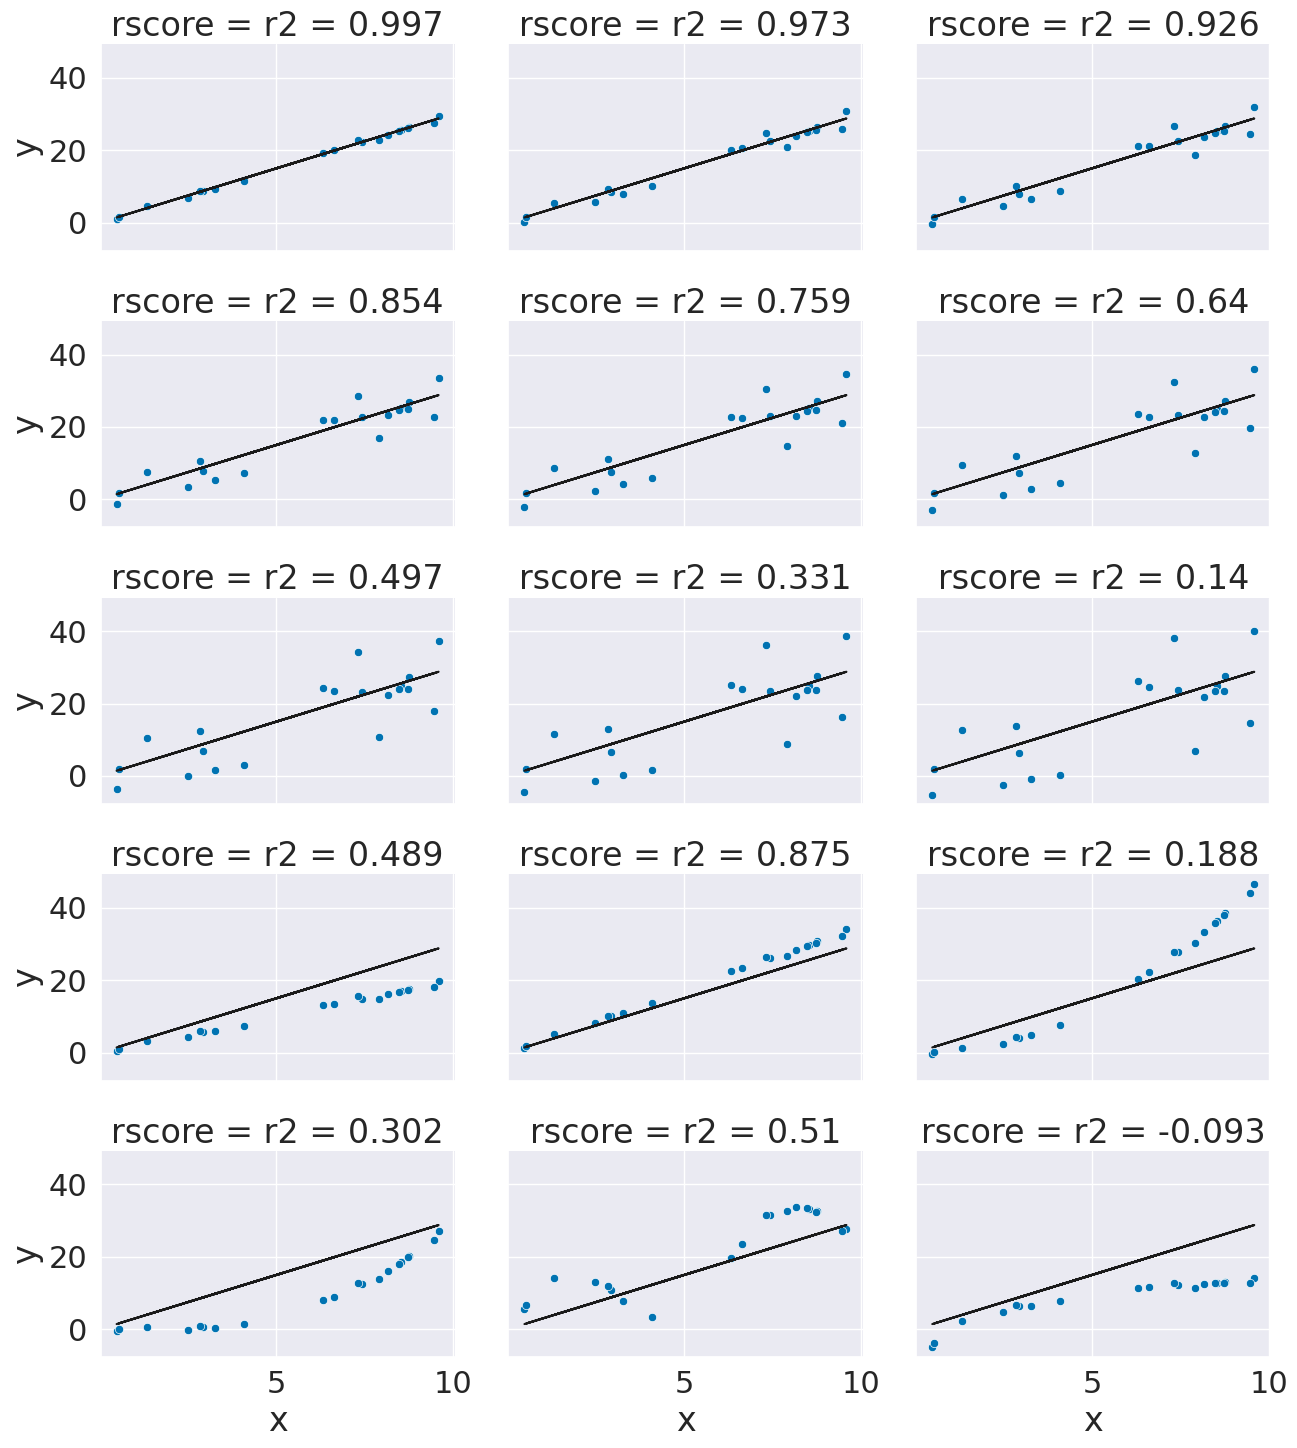 rscore = r2 = 0.997 rscore = r2 = 0.973 rscore = r2 = 0.926
40
20
0
y
rscore = r2 = 0.854 rscore = r2 = 0.759 rscore = r2 = 0.64
40
20
0
y
rscore = r2 = 0.497 rscore = r2 = 0.331 rscore = r2 = 0.14
40
20
0
y
rscore = r2 = 0.489 rscore = r2 = 0.875 rscore = r2 = 0.188
40
20
0
y
rscore = r2 = 0.302 rscore = r2 = 0.51 rscore = r2 = -0.093
40
20
0
y
5 10 5 10 5 10
x x x